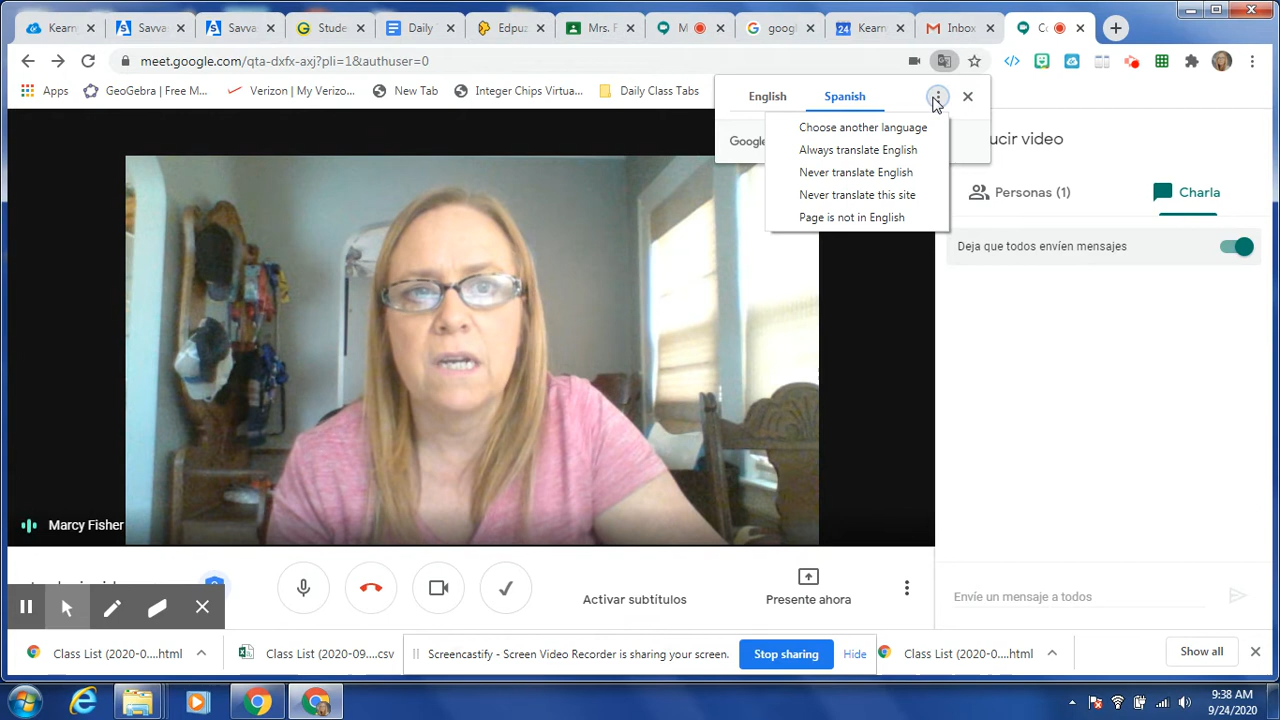 Kearn
Savva
Savva
Stude
Daily
Edpuz
Mrs. F
M
goog
24 Kearn
Inbox
Co
meet.google.com/qta-dxfx-axj?pli=1&authuser=0
Apps
GeoGebra | Free M...
Verizon | My Verizo...
New Tab
Integer Chips Virtua...
Daily Class Tabs
English
Spanish
Google
Choose another language
Always translate English
Never translate English
Never translate this site
Page is not in English
ucir video
Personas (1)
Charla
Deja que todos envíen mensajes
Marcy Fisher
Activar subtítulos
Presente ahora
Envíe un mensaje a todos
Class List (2020-0....html
Class List (2020-09....csv
Screencastify - Screen Video Recorder is sharing your screen.
Stop sharing
Hide
Class List (2020-0....html
Show all
9:38 AM
9/24/2020